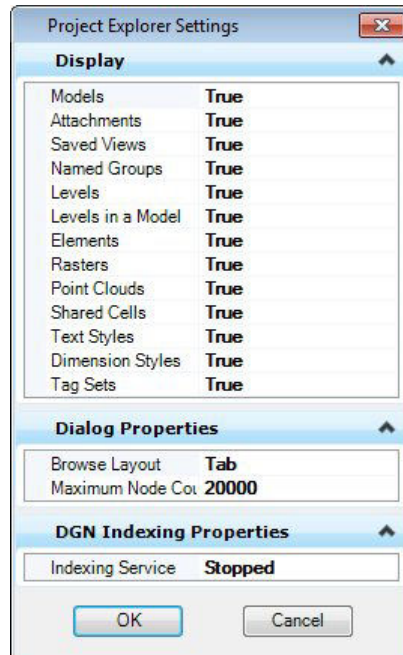 Project Explorer Settings
Display
Models True
Attachments True
Saved Views True
Named Groups True
Levels True
Levels in a Model True
Elements True
Rasters True
Point Clouds True
Shared Cells True
Text Styles True
Dimension Styles True
Tag Sets True
Dialog Properties
Browse Layout Tab
Maximum Node Cou 20000
DGN Indexing Properties
Indexing Service Stopped
OK Cancel